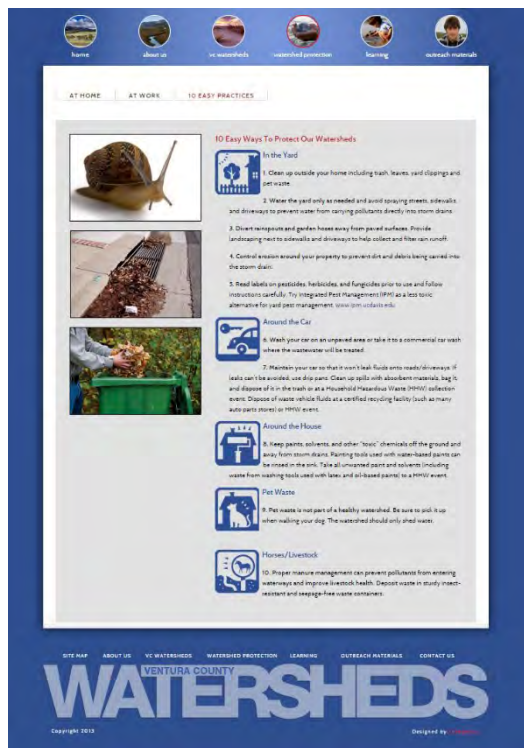 home about us vc watersheds watershed protection learning outreach materials
AT HOME AT WORK 10 EASY PRACTICES
10 Easy Ways To Protect Our Watersheds
In the Yard
1. Clean up outside your home including trash, leaves, yard clippings and
pet waste.
2. Water the yard only as needed and avoid spraying streets, sidewalks,
and driveways to prevent water from carrying pollutants directly into storm drains.
3. Divert rainspouts and garden hoses away from paved surfaces. Provide
landscaping next to sidewalks and driveways to help collect and filter rain runoff.
4. Control erosion around your property to prevent dirt and debris being carried into
the storm drain.
5. Read labels on pesticides, herbicides, and fungicides prior to use and follow
instructions carefully. Try Integrated Pest Management (IPM) as a less toxic
alternative for yard pest management. www.ipm.ucdavis.edu
Around the Car
6. Wash your car on an unpaved area or take it to a commercial car wash
where the wastewater will be treated.
7. Maintain your car so that it won't leak fluids onto roads/driveways. If
leaks can't be avoided, use drip pans. Clean up spills with absorbent materials, bag it,
and dispose of it in the trash or at a Household Hazardous Waste (HHW) collection
event. Dispose of waste vehicle fluids at a certified recycling facility (such as many
auto parts stores) or HHW event.
Around the House
8. Keep paints, solvents, and other "toxic" chemicals off the ground and
away from storm drains. Painting tools used with water-based paints can
be rinsed in the sink. Take all unwanted paint and solvents (including
waste from washing tools used with latex and oil-based paints) to a HHW event.
Pet Waste
9. Pet waste is not part of a healthy watershed. Be sure to pick it up
when walking your dog. The watershed should only shed water.
Horses/Livestock
10. Proper manure management can prevent pollutants from entering
waterways and improve livestock health. Deposit waste in sturdy insect-
resistant and seepage-free waste containers.
SITE MAP ABOUT US VC WATERSHEDS WATERSHED PROTECTION LEARNING OUTREACH MATERIALS CONTACT US
VENTURA COUNTY
WATERSHEDS
Copyright 2013 Designed by